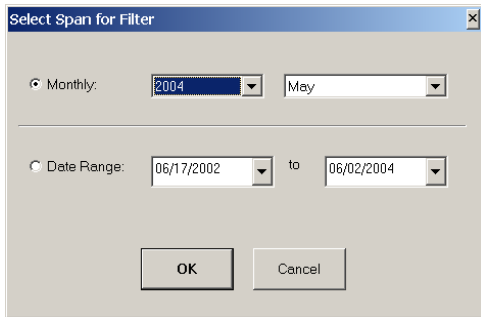 Select Span for Filter
Monthly: 2004 May
Date Range: 06/17/2002 to 06/02/2004
OK Cancel